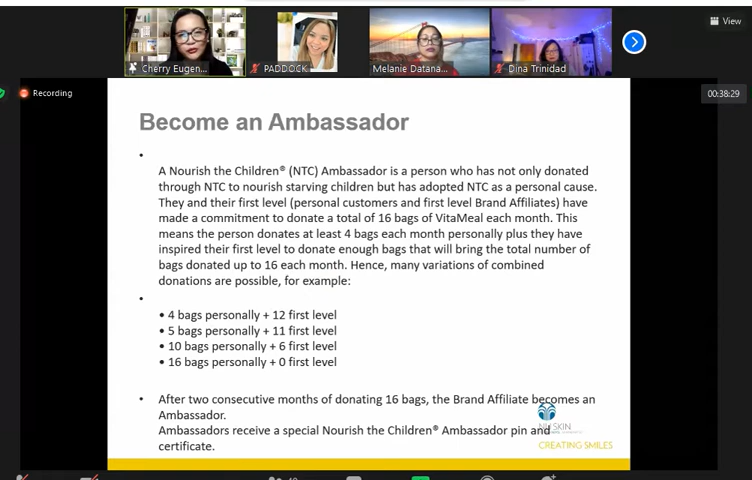 View
Cherry Eugen...
PADDOCK
Melanie Datana...
Dina Trinidad
Recording
00:38:29
Become an Ambassador
A Nourish the Children® (NTC) Ambassador is a person who has not only donated
through NTC to nourish starving children but has adopted NTC as a personal cause.
They and their first level (personal customers and first level Brand Affiliates) have
made a commitment to donate a total of 16 bags of VitaMeal each month. This
means the person donates at least 4 bags each month personally plus they have
inspired their first level to donate enough bags that will bring the total number of
bags donated up to 16 each month. Hence, many variations of combined
donations are possible, for example:
• 4 bags personally + 12 first level
• 5 bags personally + 11 first level
• 10 bags personally + 6 first level
• 16 bags personally + 0 first level
• After two consecutive months of donating 16 bags, the Brand Affiliate becomes an
Ambassador.
Ambassadors receive a special Nourish the Children® Ambassador pin and
certificate.
NU SKIN
CREATING SMILES